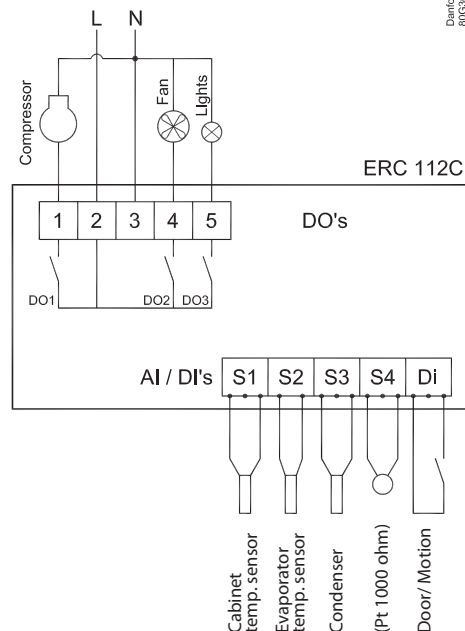 L N
Compressor
Fan
Lights
ERC 112C
1 2 3 4 5
DO's
DO1 DO2 DO3
AI / DI's S1 S2 S3 S4 Di
Cabinet
temp. sensor
Evaporator
temp. sensor
Condenser
(Pt 1000 ohm)
Door/ Motion